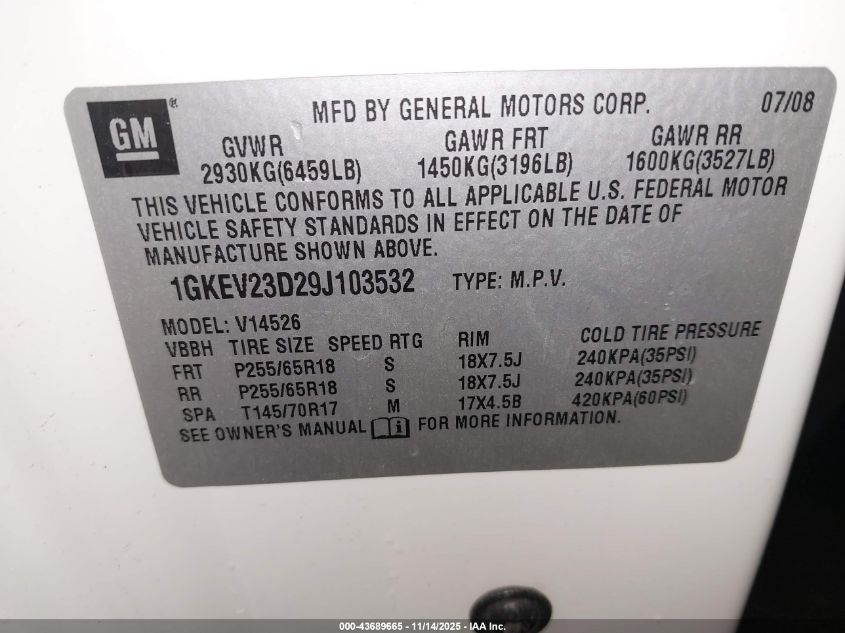 GM ®
MFD BY GENERAL MOTORS CORP. 07/08
GVWR GAWR FRT GAWR RR
2930KG(6459LB) 1450KG(3196LB) 1600KG(3527LB)
THIS VEHICLE CONFORMS TO ALL APPLICABLE U.S. FEDERAL MOTOR
VEHICLE SAFETY STANDARDS IN EFFECT ON THE DATE OF
MANUFACTURE SHOWN ABOVE.
1GKEV23D29J103532 TYPE: M.P.V.
MODEL: V14526
VBBH TIRE SIZE SPEED RTG RIM COLD TIRE PRESSURE
FRT P255/65R18 S 18X7.5J 240KPA(35PSI)
RR P255/65R18 S 18X7.5J 240KPA(35PSI)
SPA T145/70R17 M 17X4.5B 420KPA(60PSI)
SEE OWNER'S MANUAL i FOR MORE INFORMATION.
000-43689665 - 11/14/2025 - IAA Inc.